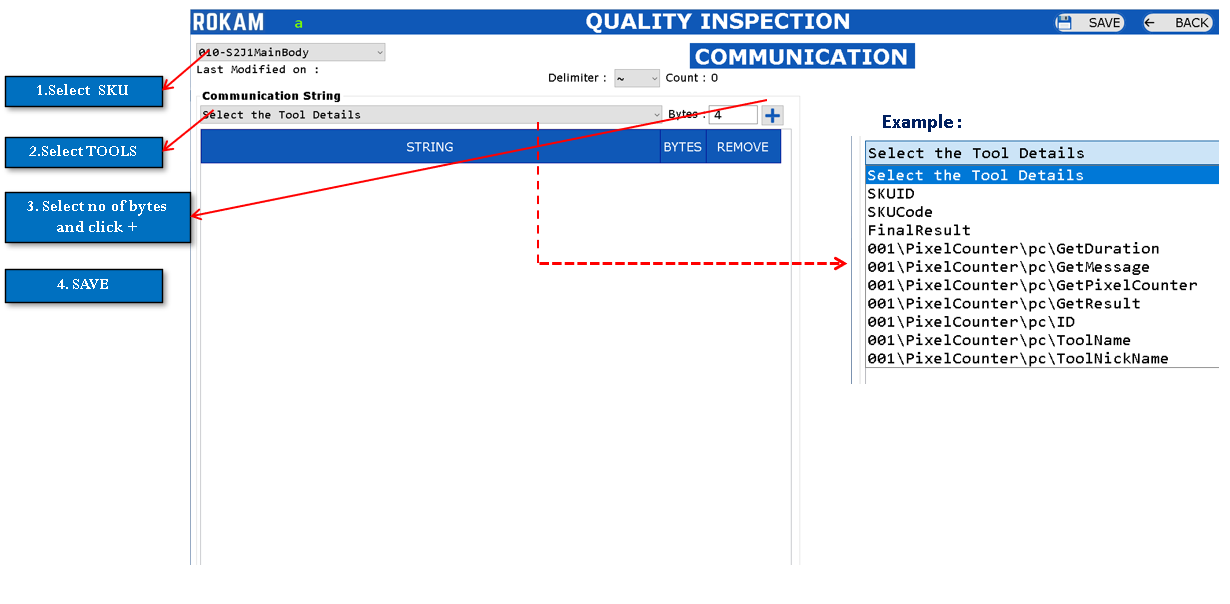 ROKAM a QUALITY INSPECTION SAVE BACK
010-S2J1MainBody
COMMUNICATION
Last Modified on :
Delimiter : ~ Count : 0
1.Select SKU
Communication String
Select the Tool Details Bytes : 4
2.Select TOOLS
STRING BYTES REMOVE
3. Select no of bytes
and click +
4. SAVE
Example :
Select the Tool Details
Select the Tool Details
SKUID
SKUCode
FinalResult
001\PixelCounter\pc\GetDuration
001\PixelCounter\pc\GetMessage
001\PixelCounter\pc\GetPixelCounter
001\PixelCounter\pc\GetResult
001\PixelCounter\pc\ID
001\PixelCounter\pc\ToolName
001\PixelCounter\pc\ToolNickName